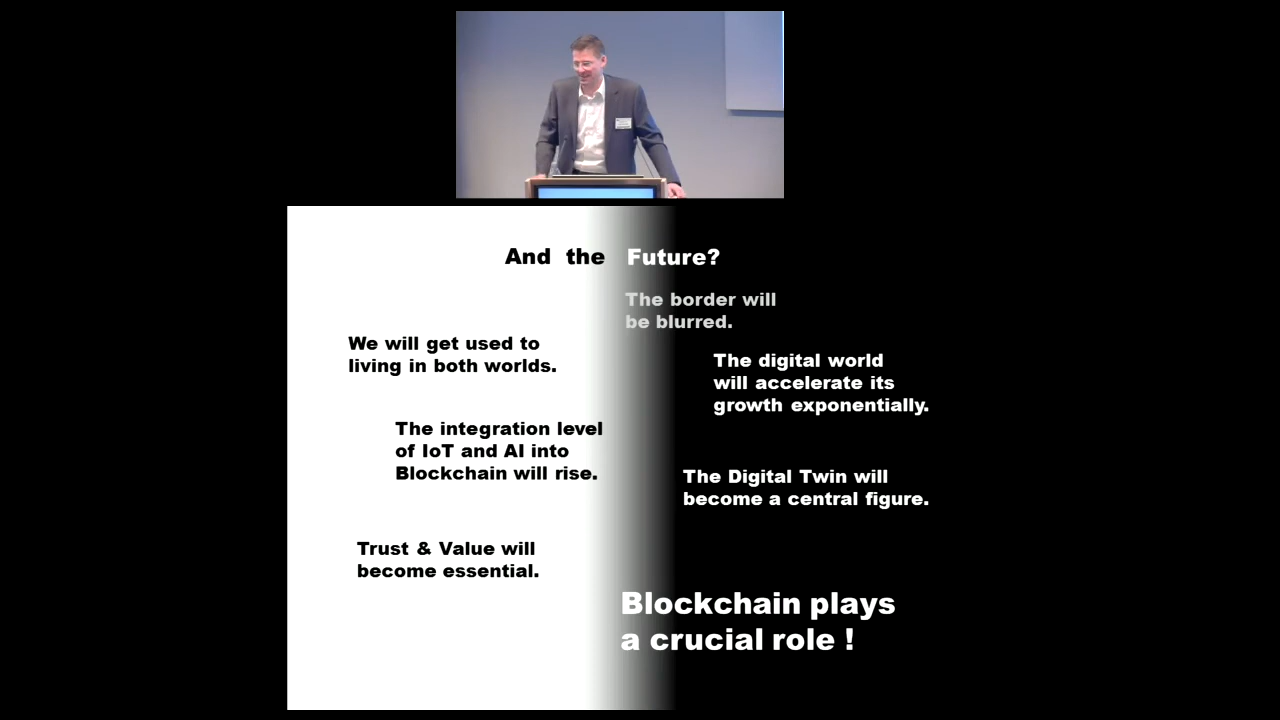 And the Future?
The border will
be blurred.
We will get used to
living in both worlds.
The digital world
will accelerate its
growth exponentially.
The integration level
of IoT and AI into
Blockchain will rise.
The Digital Twin will
become a central figure.
Trust & Value will
become essential.
Blockchain plays
a crucial role !